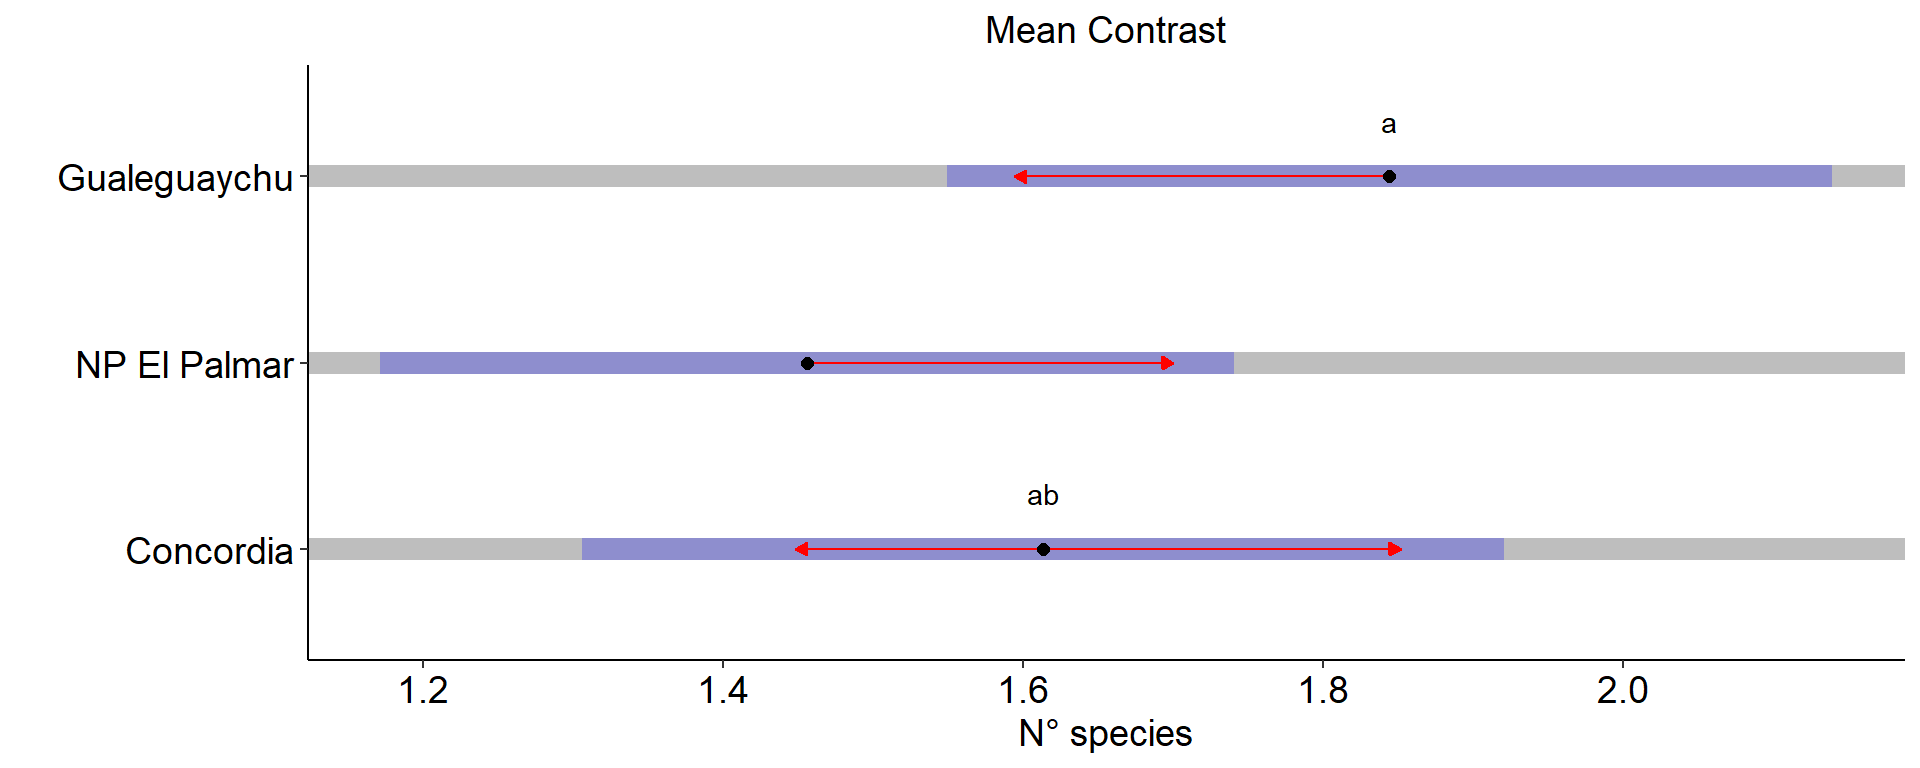 Mean Contrast
a
Gualeguaychu
NP El Palmar
ab
Concordia
1.2 1.4 1.6 1.8 2.0
N° species